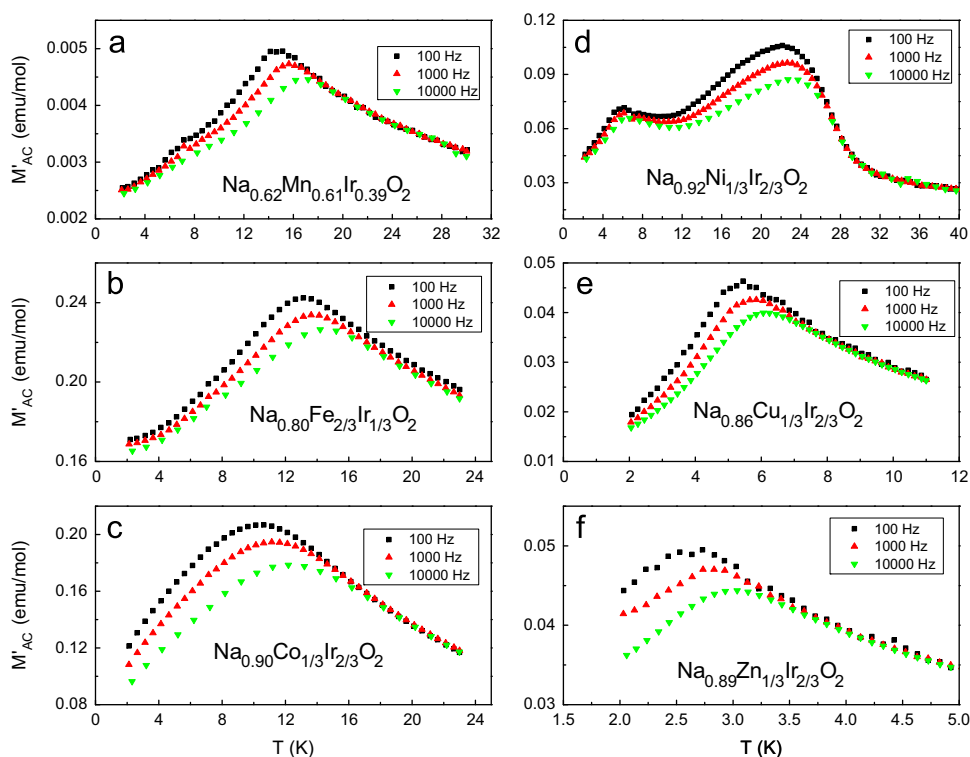 a
0.005
0.004
0.003
0.002
M'AC (emu/mol)
100 Hz
1000 Hz
10000 Hz
Na0.62Mn0.61Ir0.39O2
0 4 8 12 16 20 24 28 32
b
0.24
0.20
0.16
M'AC (emu/mol)
100 Hz
1000 Hz
10000 Hz
Na0.80Fe2/3Ir1/3O2
0 4 8 12 16 20 24
c
0.20
0.16
0.12
0.08
M'AC (emu/mol)
100 Hz
1000 Hz
10000 Hz
Na0.90Co1/3Ir2/3O2
0 4 8 12 16 20 24
T (K)
d
0.12
0.09
0.06
0.03
0.00
100 Hz
1000 Hz
10000 Hz
Na0.92Ni1/3Ir2/3O2
0 4 8 12 16 20 24 28 32 36 40
e
0.05
0.04
0.03
0.02
0.01
100 Hz
1000 Hz
10000 Hz
Na0.86Cu1/3Ir2/3O2
0 2 4 6 8 10 12
f
0.05
0.04
0.03
100 Hz
1000 Hz
10000 Hz
Na0.89Zn1/3Ir2/3O2
1.5 2.0 2.5 3.0 3.5 4.0 4.5 5.0
T (K)